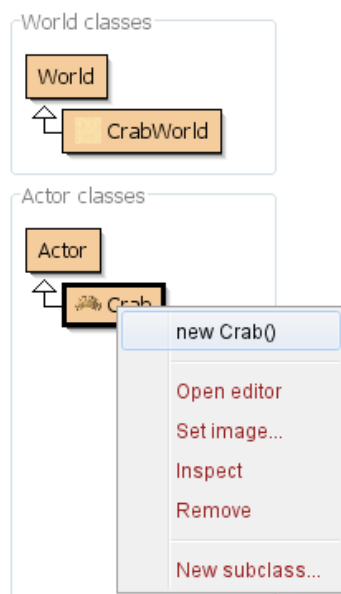 World classes
World
CrabWorld
Actor classes
Actor
Crab
new Crab()
Open editor
Set image...
Inspect
Remove
New subclass...